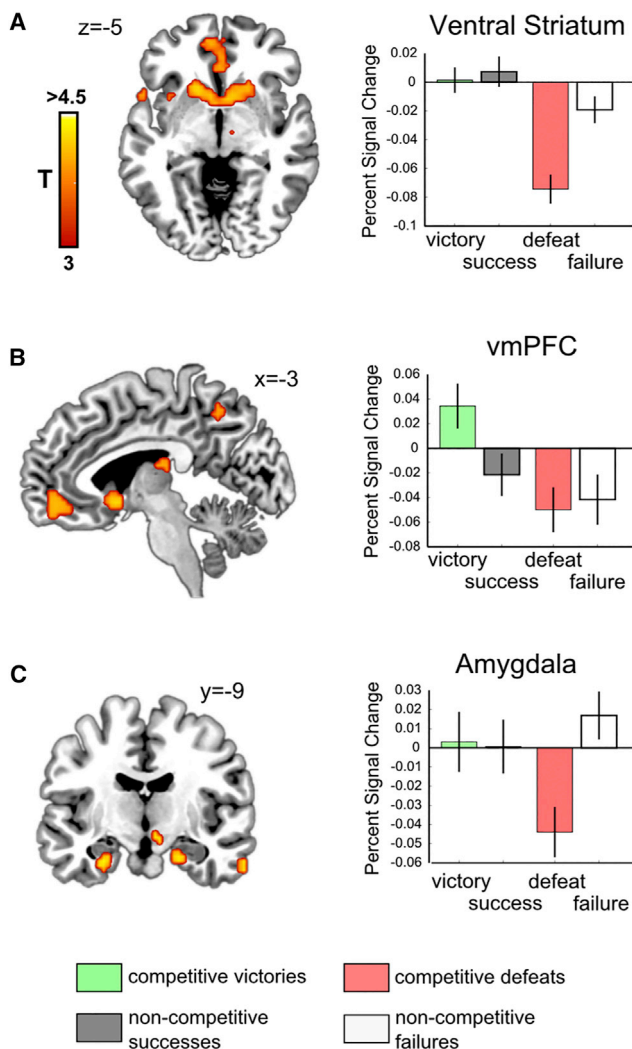 A
z=-5
>4.5
T
3
Ventral Striatum
Percent Signal Change
0.02
0
-0.02
-0.04
-0.06
-0.08
-0.1
victory defeat
success failure
B
x=-3
vmPFC
Percent Signal Change
0.06
0.04
0.02
0
-0.02
-0.04
-0.06
-0.08
victory defeat
success failure
C
y=-9
Amygdala
Percent Signal Change
0.03
0.02
0.01
0
-0.01
-0.02
-0.03
-0.04
-0.05
-0.06
victory defeat
success failure
competitive victories
competitive defeats
non-competitive
successes
non-competitive
failures